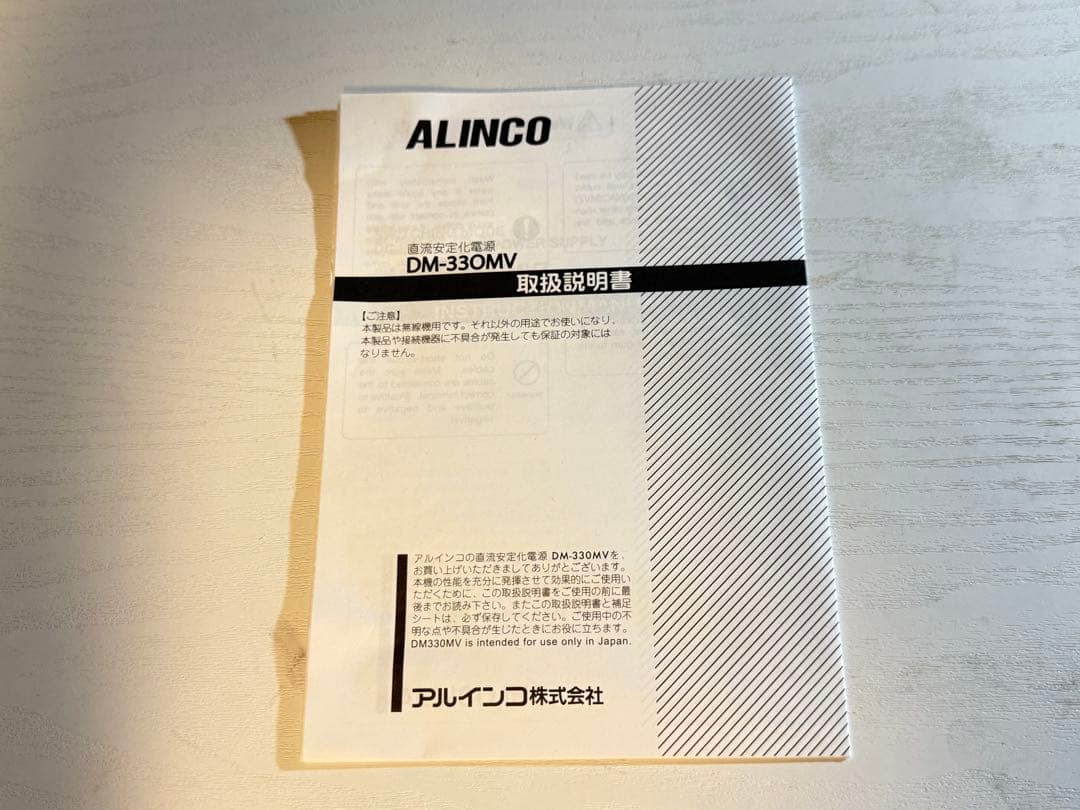 ALINCO
直流安定化電源
DM-330MV
取扱説明書
【ご注意】
本製品は無線機用です。それ以外の用途でお使いになり、
本製品や接続機器に不具合が発生しても保証の対象には
なりません。
アルインコの直流安定化電源 DM-330MVを、
お買い上げいただきましてありがとございます。
本機の性能を充分に発揮させて効果的にご使用い
ただくために、この取扱説明書をご使用の前に最
後までお読み下さい。またこの取扱説明書と補足
シートは、必ず保存してください。ご使用中の不
明な点や不具合が生じたときにお役に立ちます。
DM330MV is intended for use only in Japan.
アルインコ株式会社